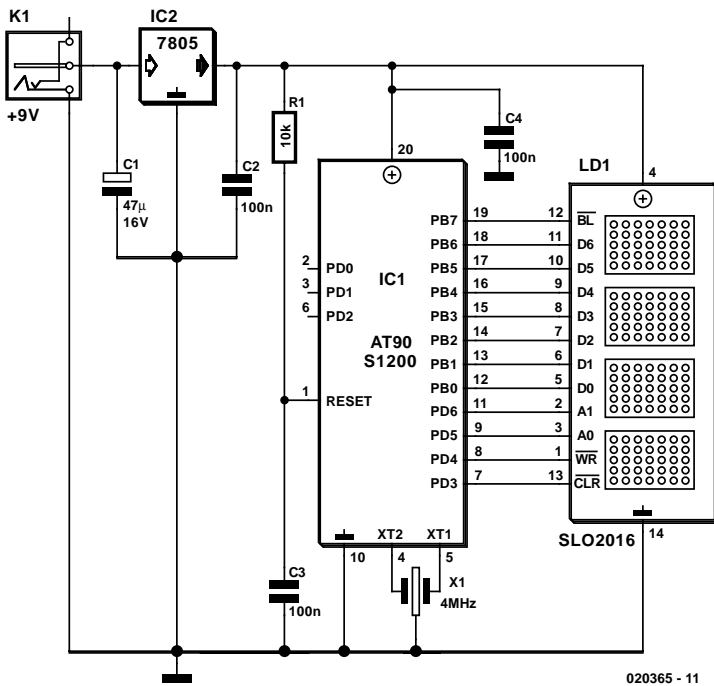 K1
IC2
7805
+9V
R1
10k
C4
100n
20
C1
47µ
16V
C2
100n
LD1
4
PB7 19 12 BL
PB6 18 11 D6
2 PD0
PB5 17 10 D5
3 PD1
IC1
PB4 16 9 D4
6 PD2
PB3 15 8 D3
AT90
S1200
PB2 14 7 D2
PB1 13 6 D1
PB0 12 5 D0
1 RESET
PD6 11 2 A1
PD5 9 3 A0
PD4 8 1 WR
PD3 7 13 CLR
XT2 XT1
10 4 5
14
SLO2016
C3
100n
X1
4MHz
020365 - 11